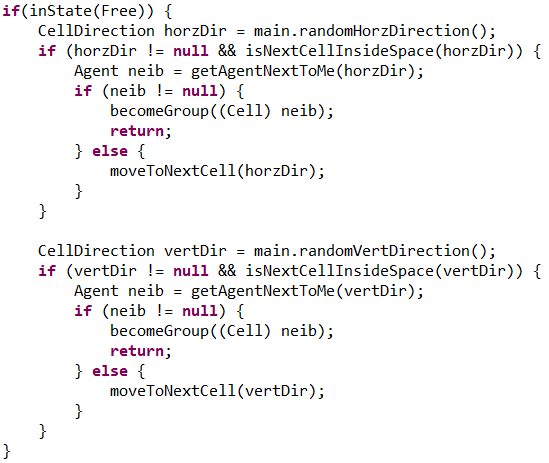 if(inState(Free)) {
    CellDirection horzDir = main.randomHorzDirection();
    if (horzDir != null && isNextCellInsideSpace(horzDir)) {
        Agent neib = getAgentNextToMe(horzDir);
        if (neib != null) {
            becomeGroup((Cell) neib);
            return;
        } else {
            moveToNextCell(horzDir);
        }
    }

    CellDirection vertDir = main.randomVertDirection();
    if (vertDir != null && isNextCellInsideSpace(vertDir)) {
        Agent neib = getAgentNextToMe(vertDir);
        if (neib != null) {
            becomeGroup((Cell) neib);
            return;
        } else {
            moveToNextCell(vertDir);
        }
    }
}